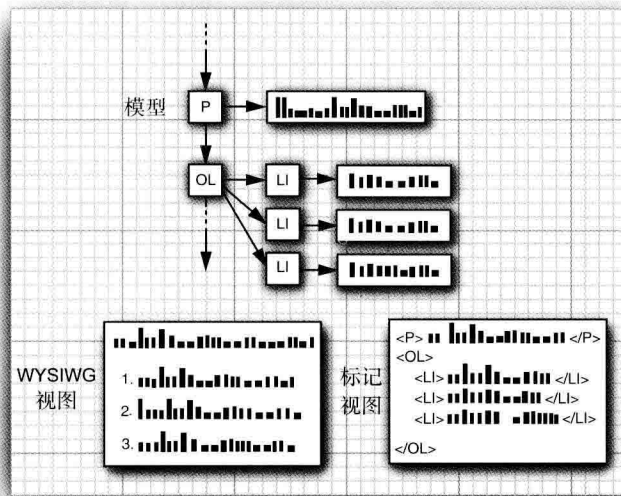 模型
P
OL
LI
LI
LI
WYSIWG
视图
1.
2.
3.
标记
视图
<P> </P>
<OL>
<LI> </LI>
<LI> </LI>
<LI> </LI>
</OL>